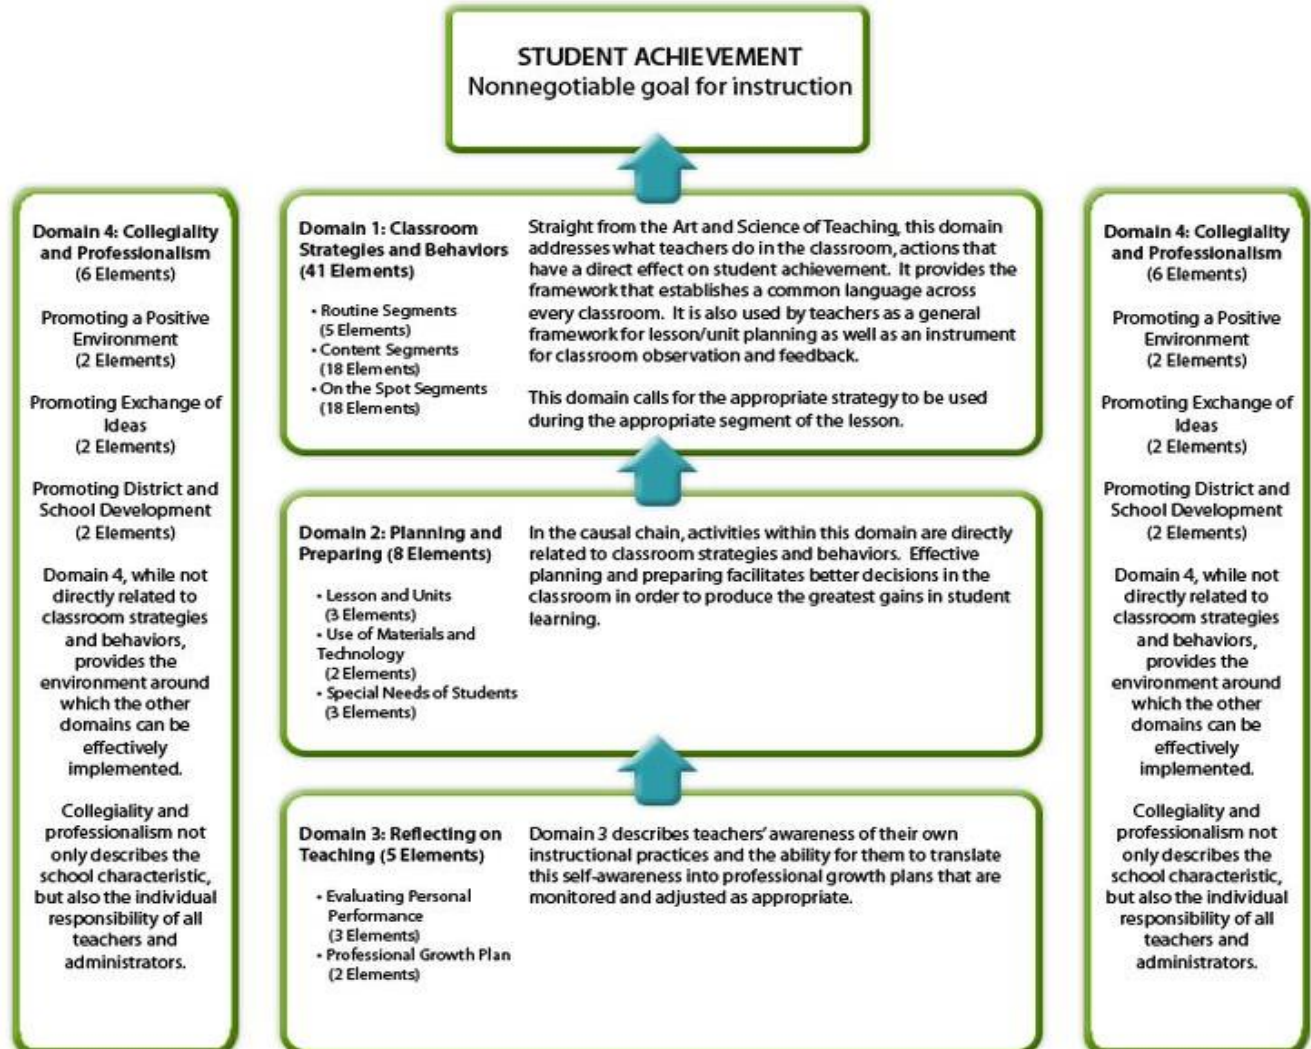 STUDENT ACHIEVEMENT
Nonnegotiable goal for instruction
Domain 4: Collegiality
and Professionalism
(6 Elements)
Promoting a Positive
Environment
(2 Elements)
Promoting Exchange of
Ideas
(2 Elements)
Promoting District and
School Development
(2 Elements)
Domain 4, while not
directly related to
classroom strategies
and behaviors,
provides the
environment around
which the other
domains can be
effectively
implemented.
Collegiality and
professionalism not
only describes the
school characteristic,
but also the individual
responsibility of all
teachers and
administrators.
Domain 1: Classroom
Strategies and Behaviors
(41 Elements)
• Routine Segments
(5 Elements)
• Content Segments
(18 Elements)
• On the Spot Segments
(18 Elements)
Straight from the Art and Science of Teaching, this domain
addresses what teachers do in the classroom, actions that
have a direct effect on student achievement. It provides the
framework that establishes a common language across
every classroom. It is also used by teachers as a general
framework for lesson/unit planning as well as an instrument
for classroom observation and feedback.
This domain calls for the appropriate strategy to be used
during the appropriate segment of the lesson.
Domain 2: Planning and
Preparing (8 Elements)
• Lesson and Units
(3 Elements)
• Use of Materials and
Technology
(2 Elements)
• Special Needs of Students
(3 Elements)
In the causal chain, activities within this domain are directly
related to classroom strategies and behaviors. Effective
planning and preparing facilitates better decisions in the
classroom in order to produce the greatest gains in student
learning.
Domain 3: Reflecting on
Teaching (5 Elements)
• Evaluating Personal
Performance
(3 Elements)
• Professional Growth Plan
(2 Elements)
Domain 3 describes teachers' awareness of their own
instructional practices and the ability for them to translate
this self-awareness into professional growth plans that are
monitored and adjusted as appropriate.
Domain 4: Collegiality
and Professionalism
(6 Elements)
Promoting a Positive
Environment
(2 Elements)
Promoting Exchange of
Ideas
(2 Elements)
Promoting District and
School Development
(2 Elements)
Domain 4, while not
directly related to
classroom strategies
and behaviors,
provides the
environment around
which the other
domains can be
effectively
implemented.
Collegiality and
professionalism not
only describes the
school characteristic,
but also the individual
responsibility of all
teachers and
administrators.